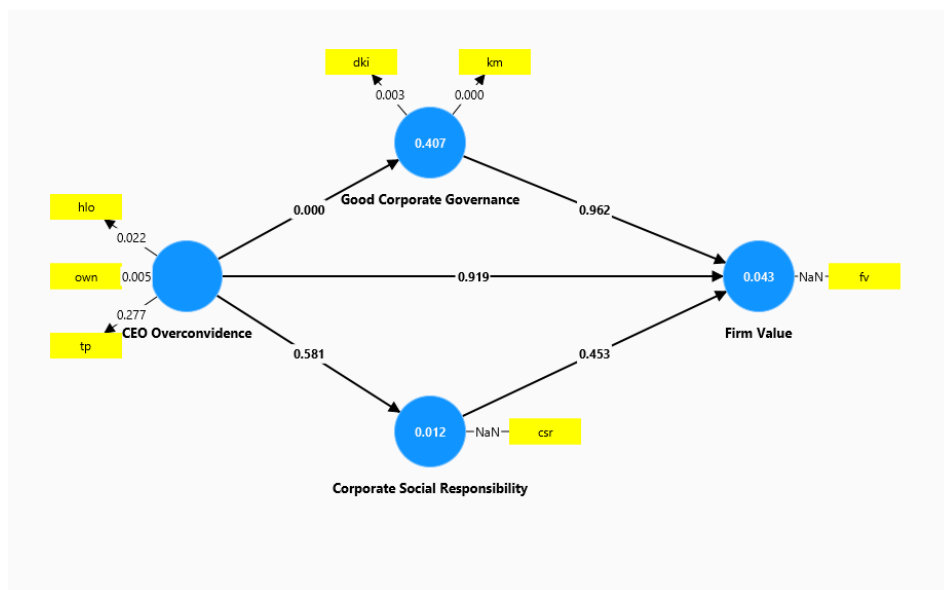 dki
km
0.003
0.000
0.407
Good Corporate Governance
hlo
0.022
0.000
0.962
own
0.005
0.919
0.043
NaN
fv
0.277
tp
CEO Overconvidence
Firm Value
0.581
0.453
0.012
NaN
csr
Corporate Social Responsibility